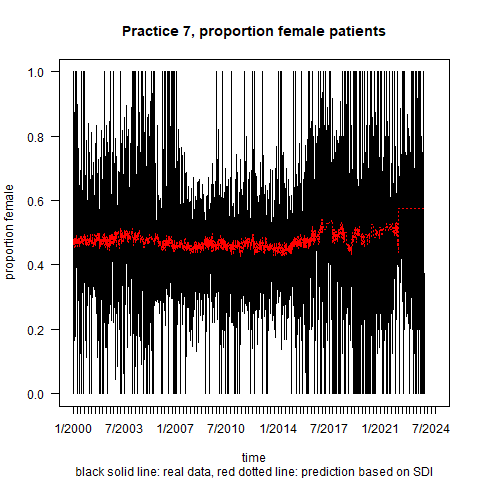 Practice 7, proportion female patients
proportion female
1.0
0.8
0.6
0.4
0.2
0.0
1/2000 7/2003 1/2007 7/2010 1/2014 7/2017 1/2021 7/2024
time
black solid line: real data, red dotted line: prediction based on SDI